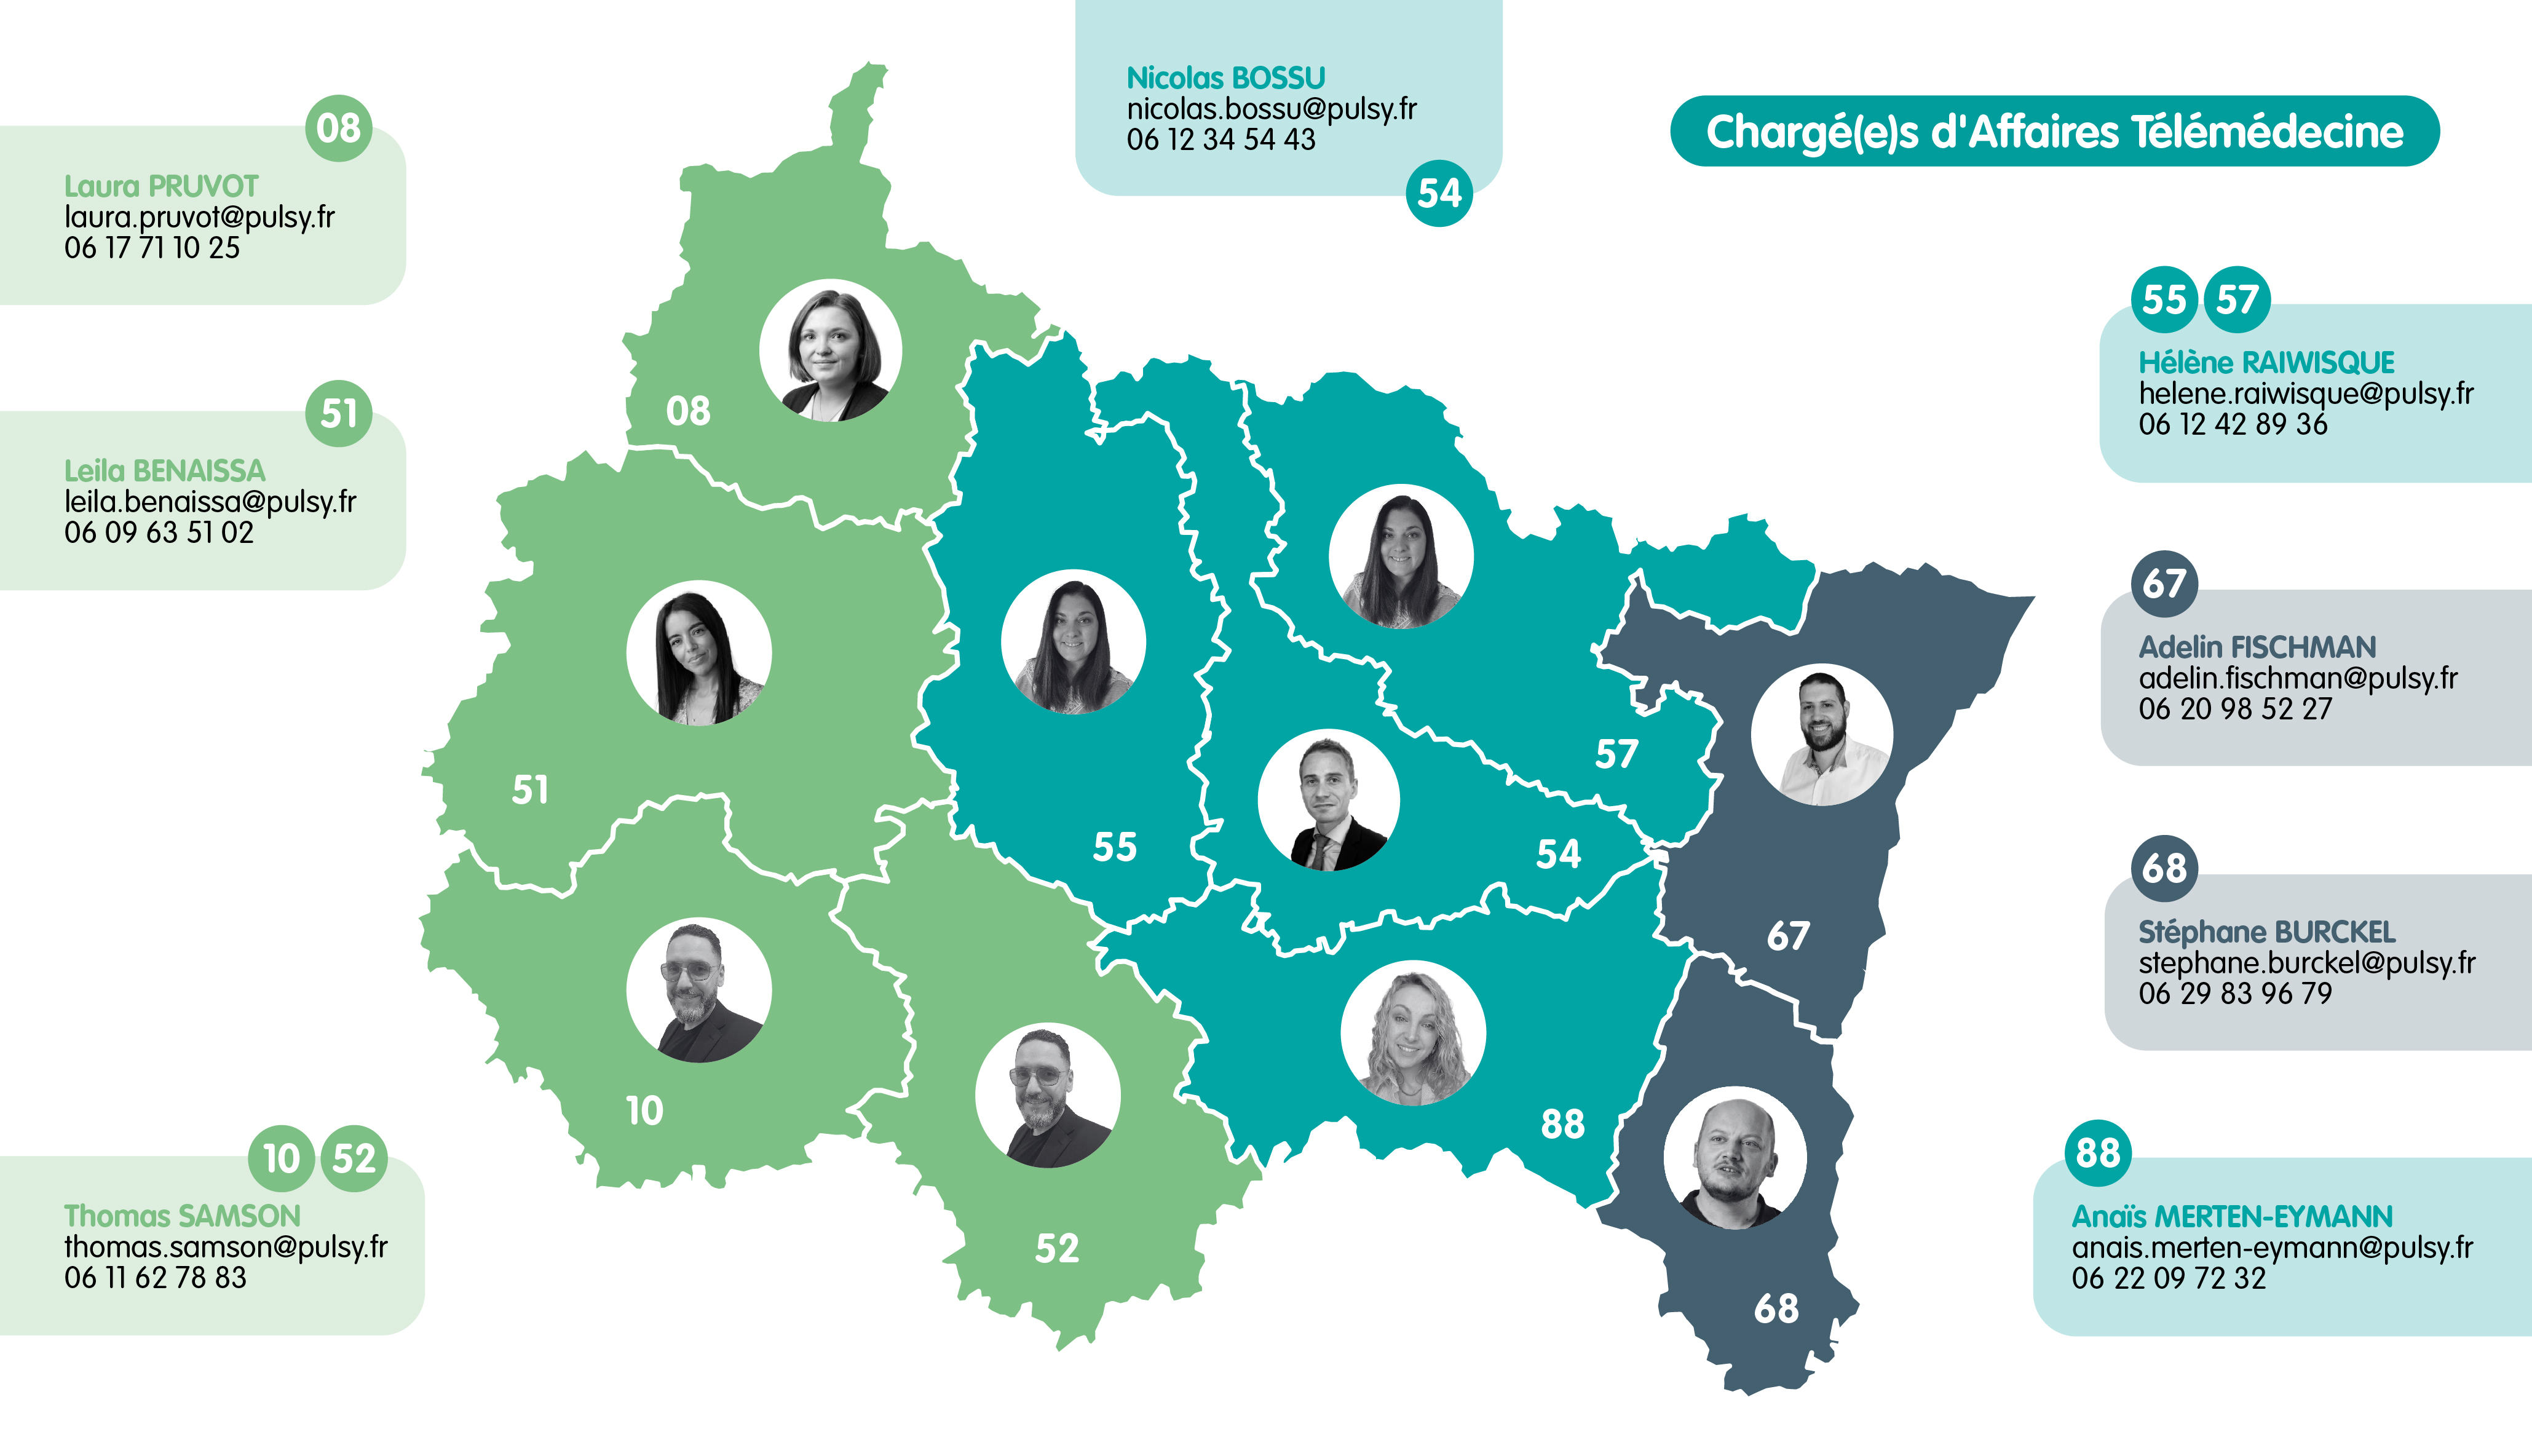 Chargé(e)s d'Affaires Télémédecine
08
Laura PRUVOT
laura.pruvot@pulsy.fr
06 17 71 10 25
51
Leila BENAISSA
leila.benaissa@pulsy.fr
06 09 63 51 02
10 52
Thomas SAMSON
thomas.samson@pulsy.fr
06 11 62 78 83
Nicolas BOSSU
nicolas.bossu@pulsy.fr
06 12 34 54 43
54
55 57
Hélène RAIWISQUE
helene.raiwisque@pulsy.fr
06 12 42 89 36
67
Adelin FISCHMAN
adelin.fischman@pulsy.fr
06 20 98 52 27
68
Stéphane BURCKEL
stephane.burckel@pulsy.fr
06 29 83 96 79
88
Anaïs MERTEN-EYMANN
anais.merten-eymann@pulsy.fr
06 22 09 72 32
08
51
55
57
54
67
10
88
52
68